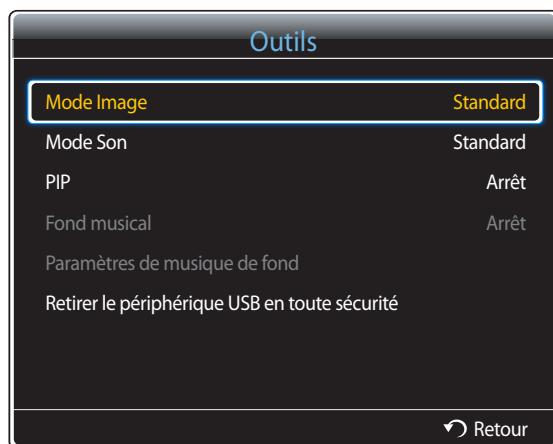 Outils
Mode Image Standard
Mode Son Standard
PIP Arrêt
Fond musical Arrêt
Paramètres de musique de fond
Retirer le périphérique USB en toute sécurité
Retour